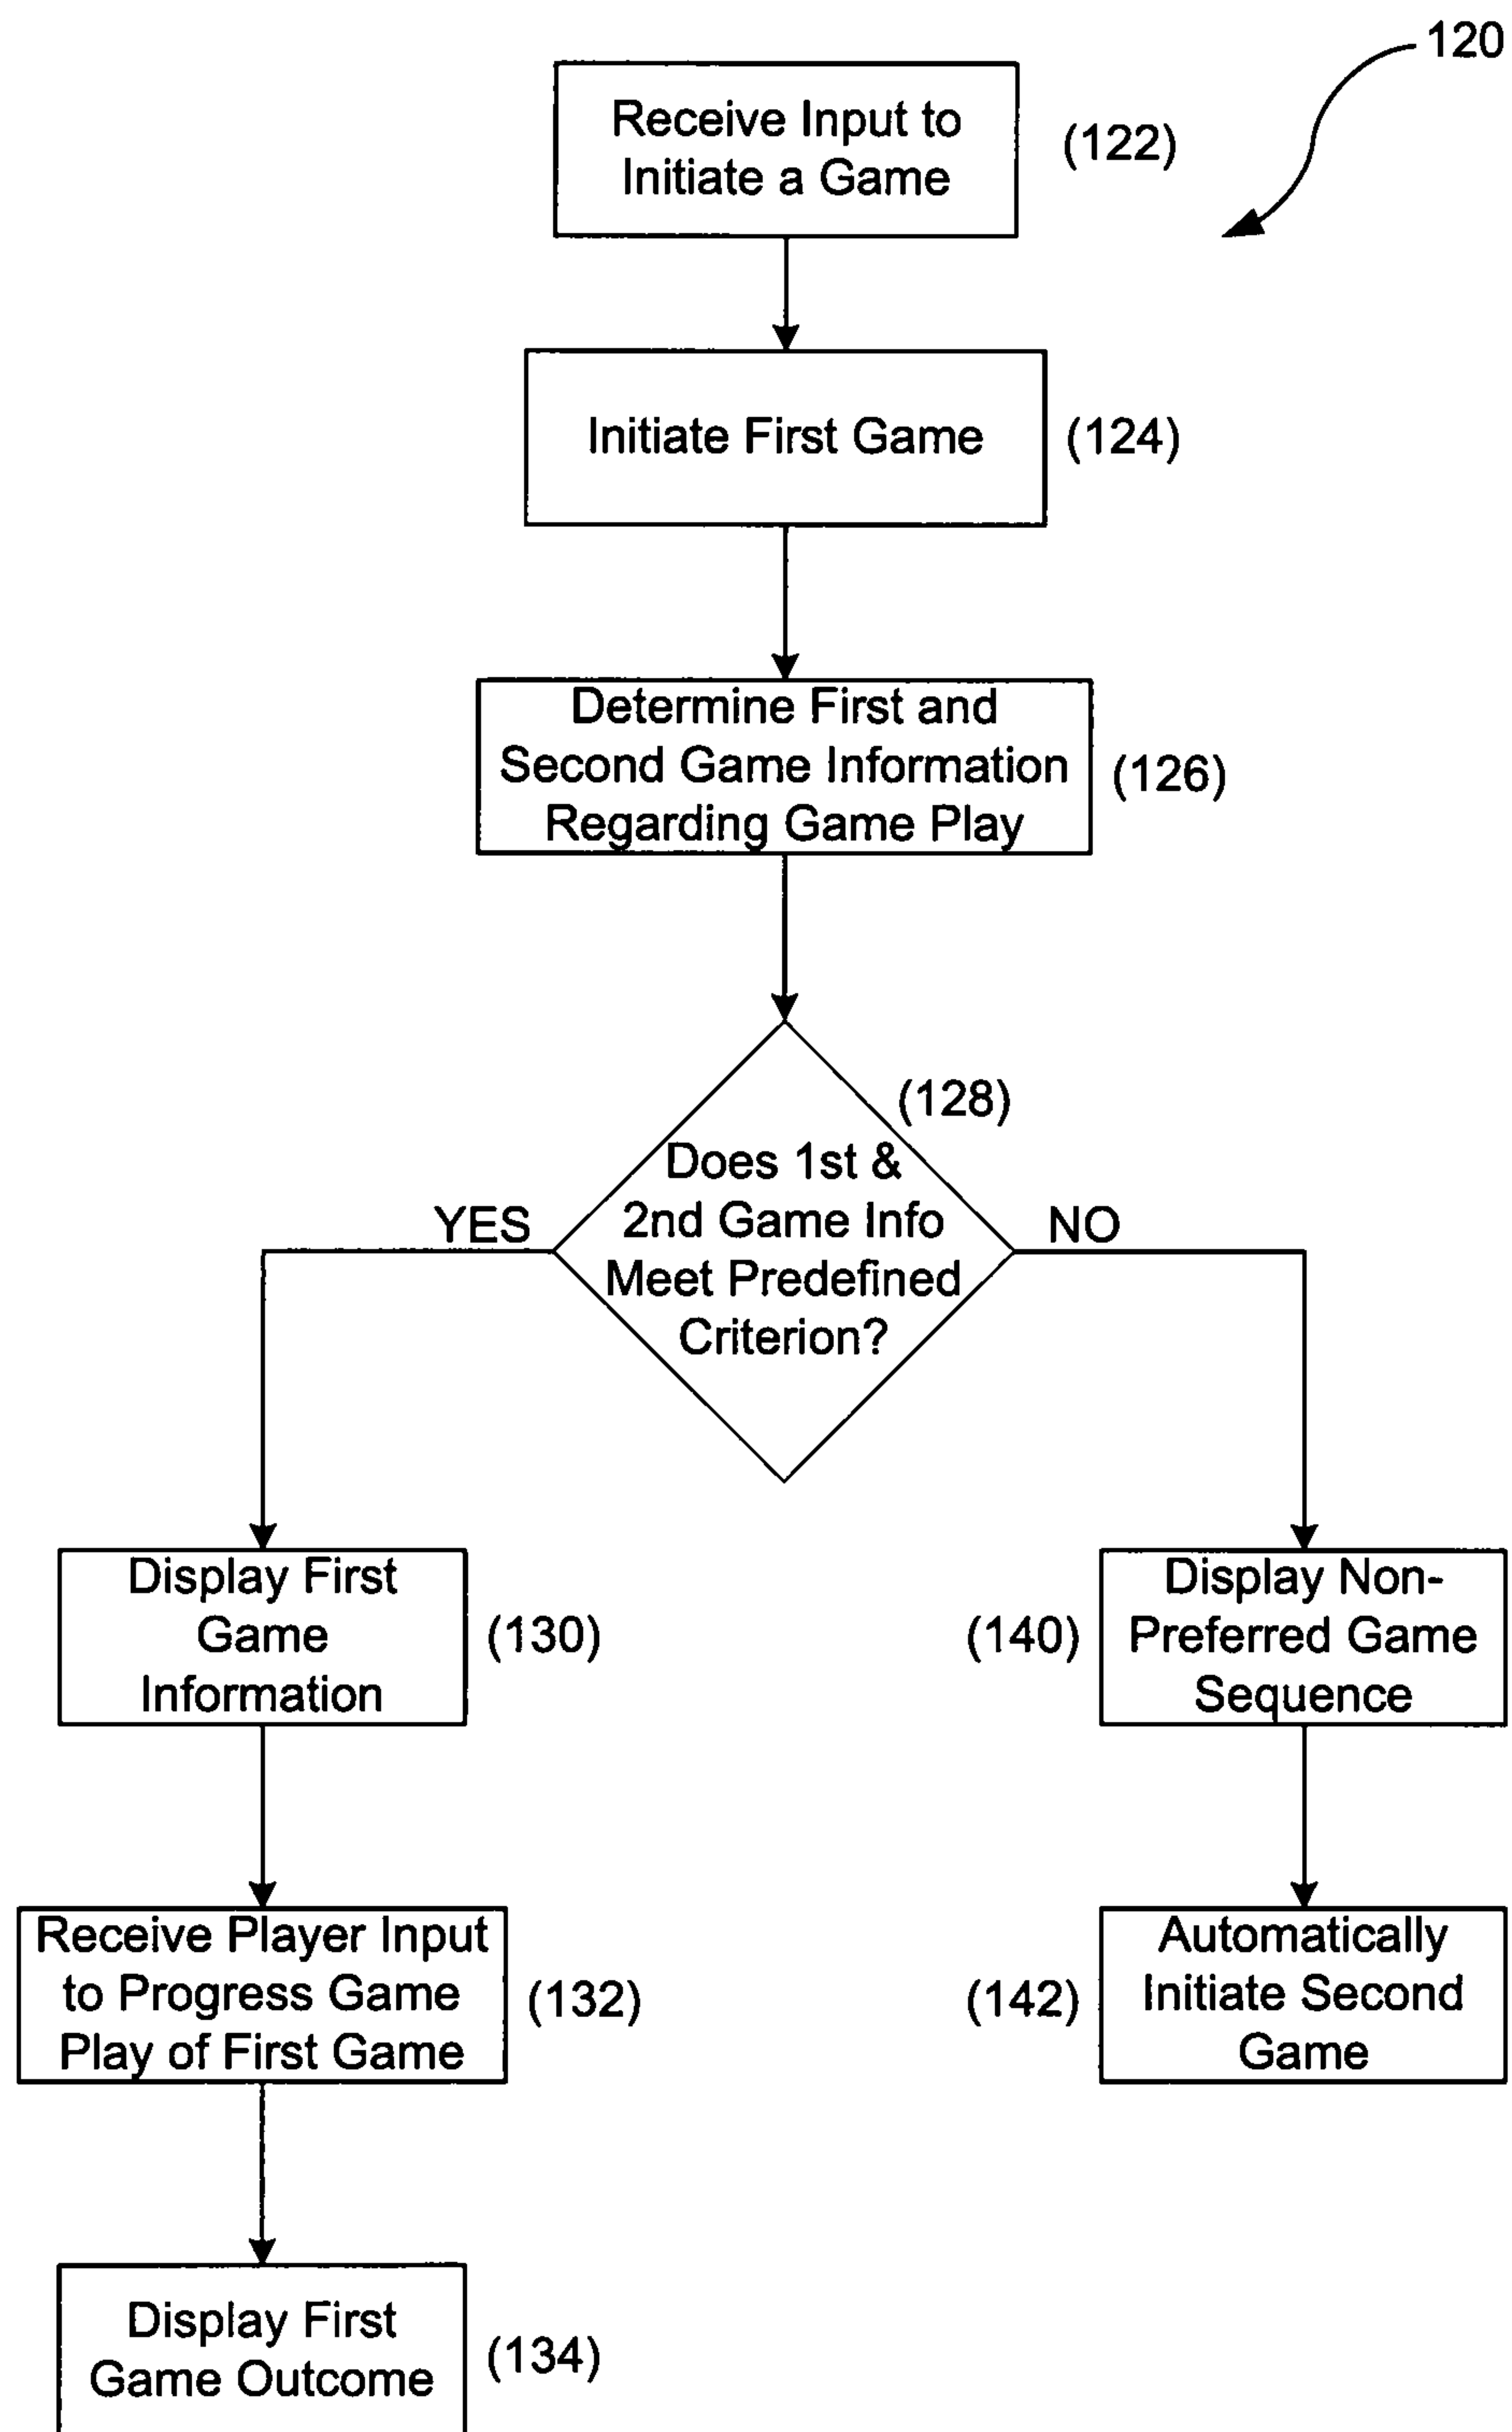 120
Receive Input to
Initiate a Game
(122)
Initiate First Game
(124)
Determine First and
Second Game Information
Regarding Game Play
(126)
(128)
Does 1st &
2nd Game Info
Meet Predefined
Criterion?
YES
NO
Display First
Game
Information
(130)
(140)
Display Non-
Preferred Game
Sequence
Receive Player Input
to Progress Game
Play of First Game
(132)
(142)
Automatically
Initiate Second
Game
Display First
Game Outcome
(134)